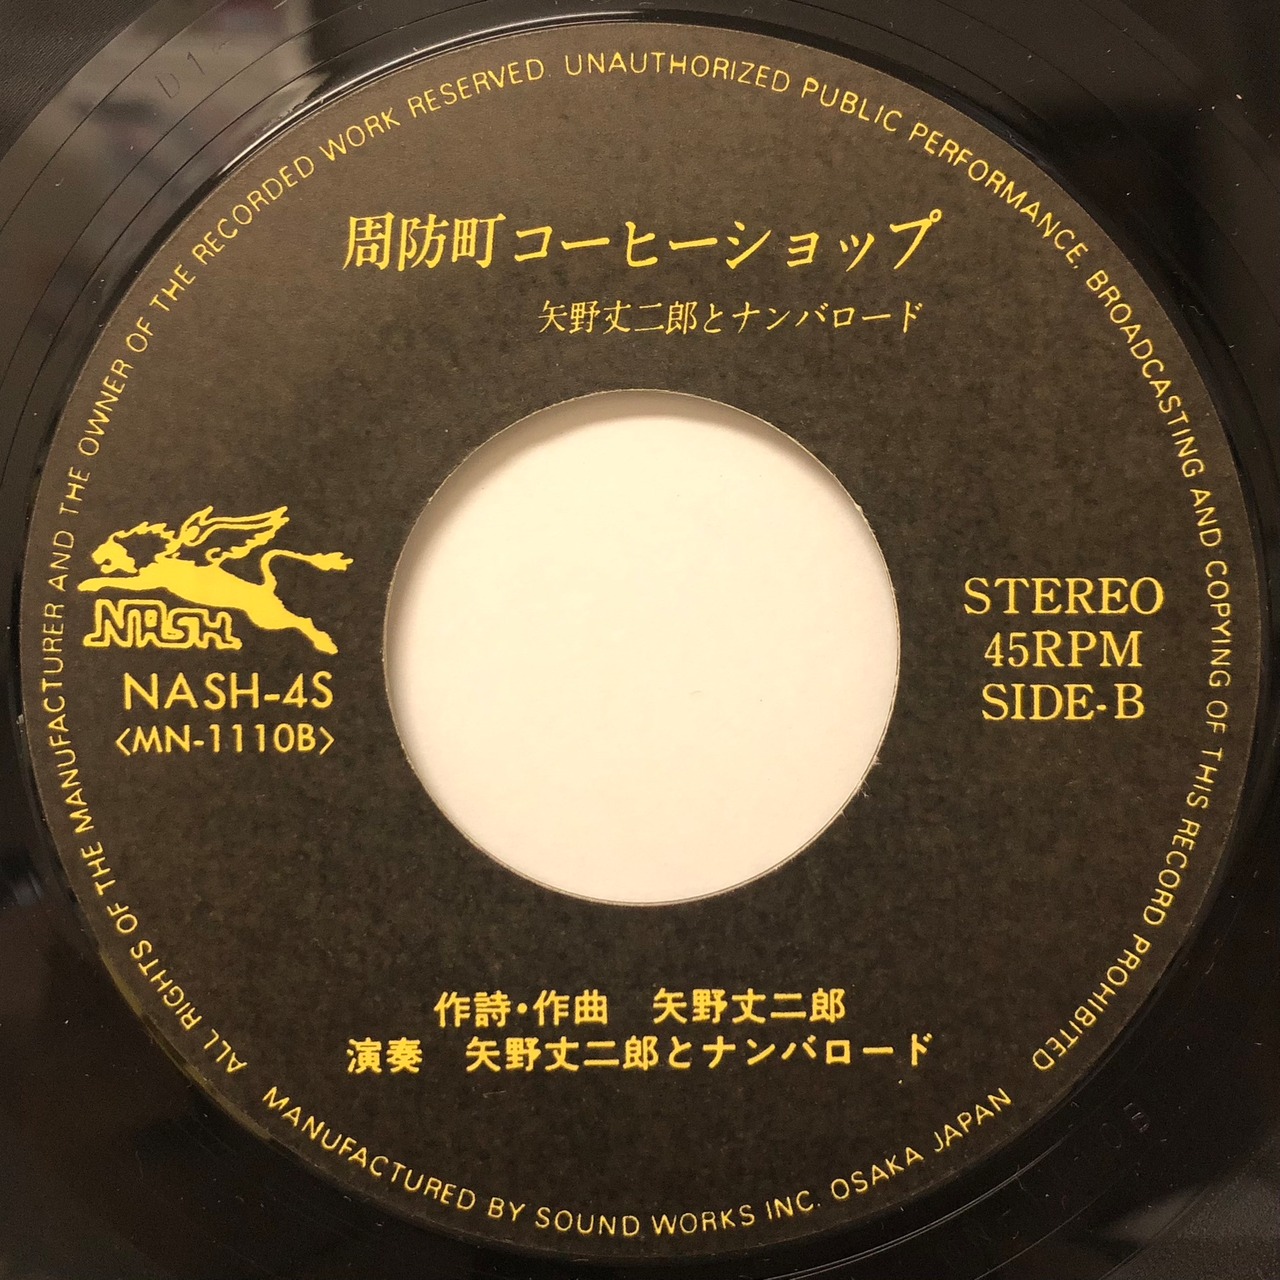 周防町コーヒーショップ
矢野丈二郎とナンバロード
NASH
NASH-4S
<MN-1110B>
STEREO
45RPM
SIDE-B
作詩・作曲　矢野丈二郎
演奏　矢野丈二郎とナンバロード
ALL RIGHTS OF THE MANUFACTURER AND THE OWNER OF THE RECORDED WORK RESERVED. UNAUTHORIZED PUBLIC PERFORMANCE, BROADCASTING AND COPYING OF THIS RECORD PROHIBITED
MANUFACTURED BY SOUND WORKS INC. OSAKA JAPAN